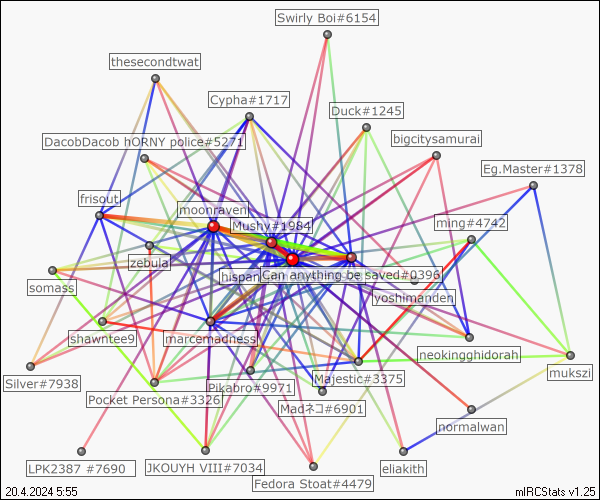 Swirly Boi#6154
thesecondtwat
Cypha#1717
Duck#1245
DacobDacob hORNY police#5271
bigcitysamurai
Eg.Master#1378
frisout
moonraven
Mushy#1984
ming#4742
zebula
hispan
Can anything be saved#0396
somass
yoshimanden
shawntee9
marcemadness
neokingghidorah
Silver#7938
Pocket Persona#3326
Pikabro#9971
Majestic#3375
mukszi
Madネコ#6901
normalwan
LPK2387 #7690
JKOUYH VIII#7034
Fedora Stoat#4479
eliakith
20.4.2024 5:55
mIRCStats v1.25